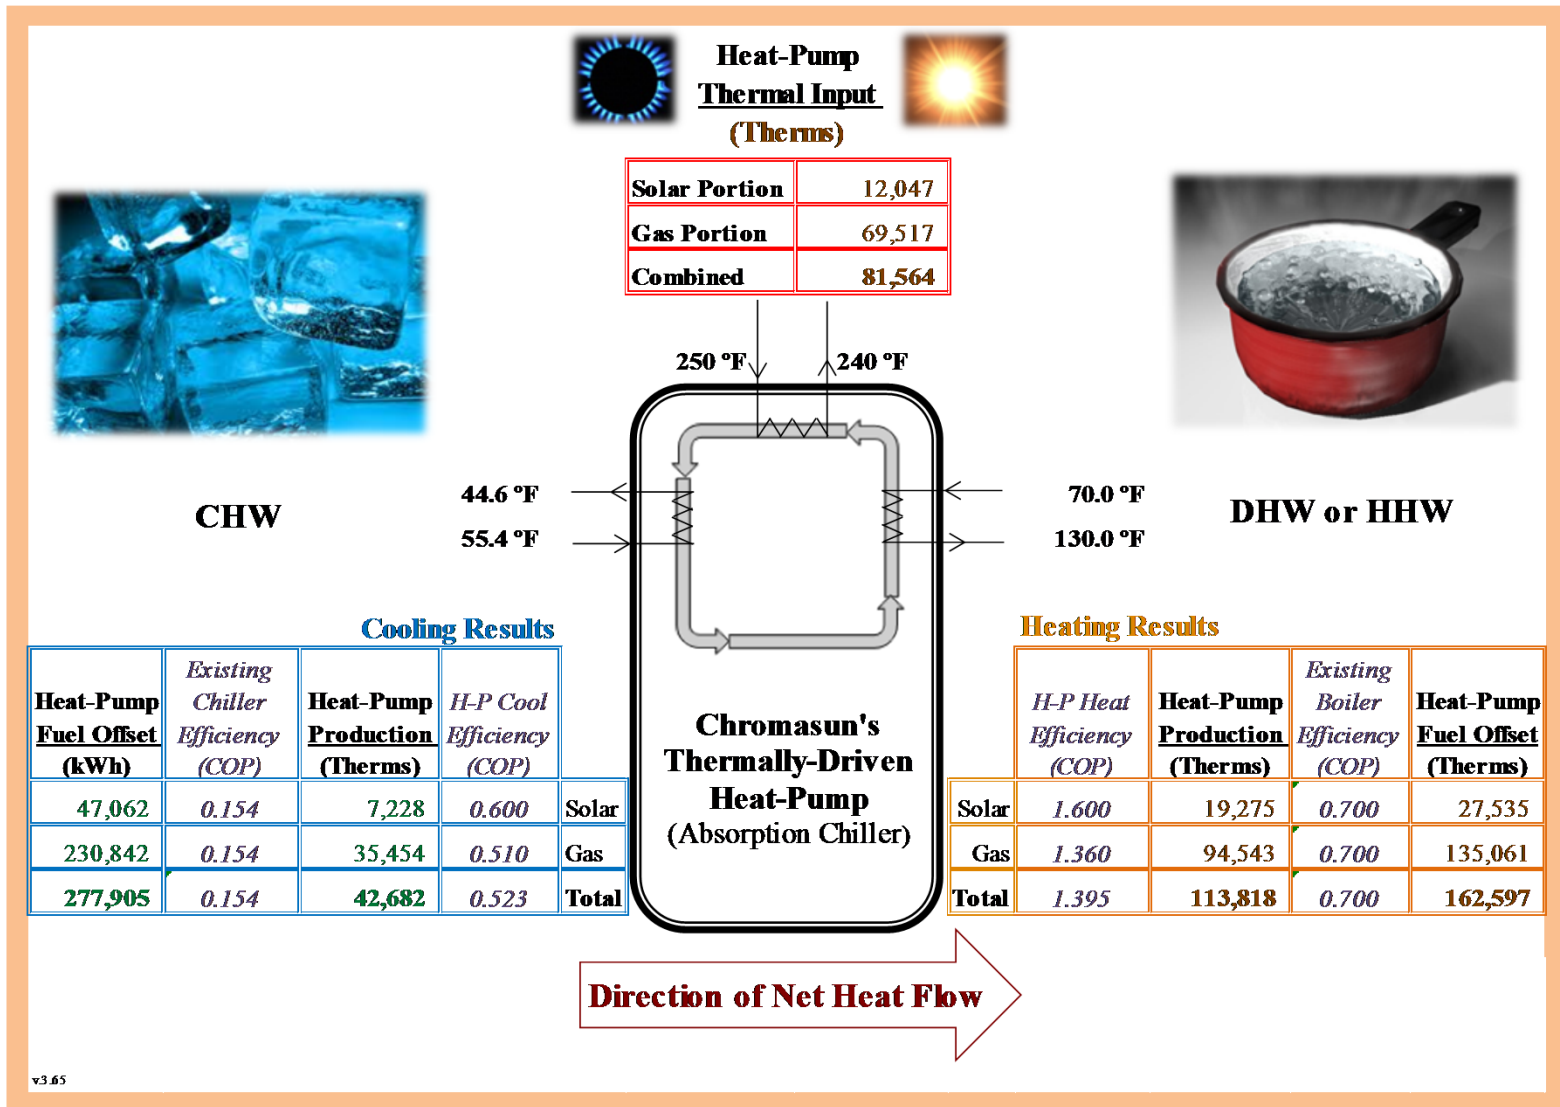 Heat-Pump
Thermal Input
(Therms)
Solar Portion 12,047
Gas Portion 69,517
Combined 81,564
250 °F 240 °F
44.6 °F 70.0 °F
55.4 °F 130.0 °F
CHW
DHW or HHW
Cooling Results
Heat-Pump Fuel Offset (kWh) Existing Chiller Efficiency (COP) Heat-Pump Production (Therms) H-P Cool Efficiency (COP)
47,062 0.154 7,228 0.600 Solar
230,842 0.154 35,454 0.510 Gas
277,905 0.154 42,682 0.523 Total
Chromasun's
Thermally-Driven
Heat-Pump
(Absorption Chiller)
Heating Results
H-P Heat Efficiency (COP) Heat-Pump Production (Therms) Existing Boiler Efficiency (COP) Heat-Pump Fuel Offset (Therms)
Solar 1.600 19,275 0.700 27,535
Gas 1.360 94,543 0.700 135,061
Total 1.395 113,818 0.700 162,597
Direction of Net Heat Flow
v.3.65